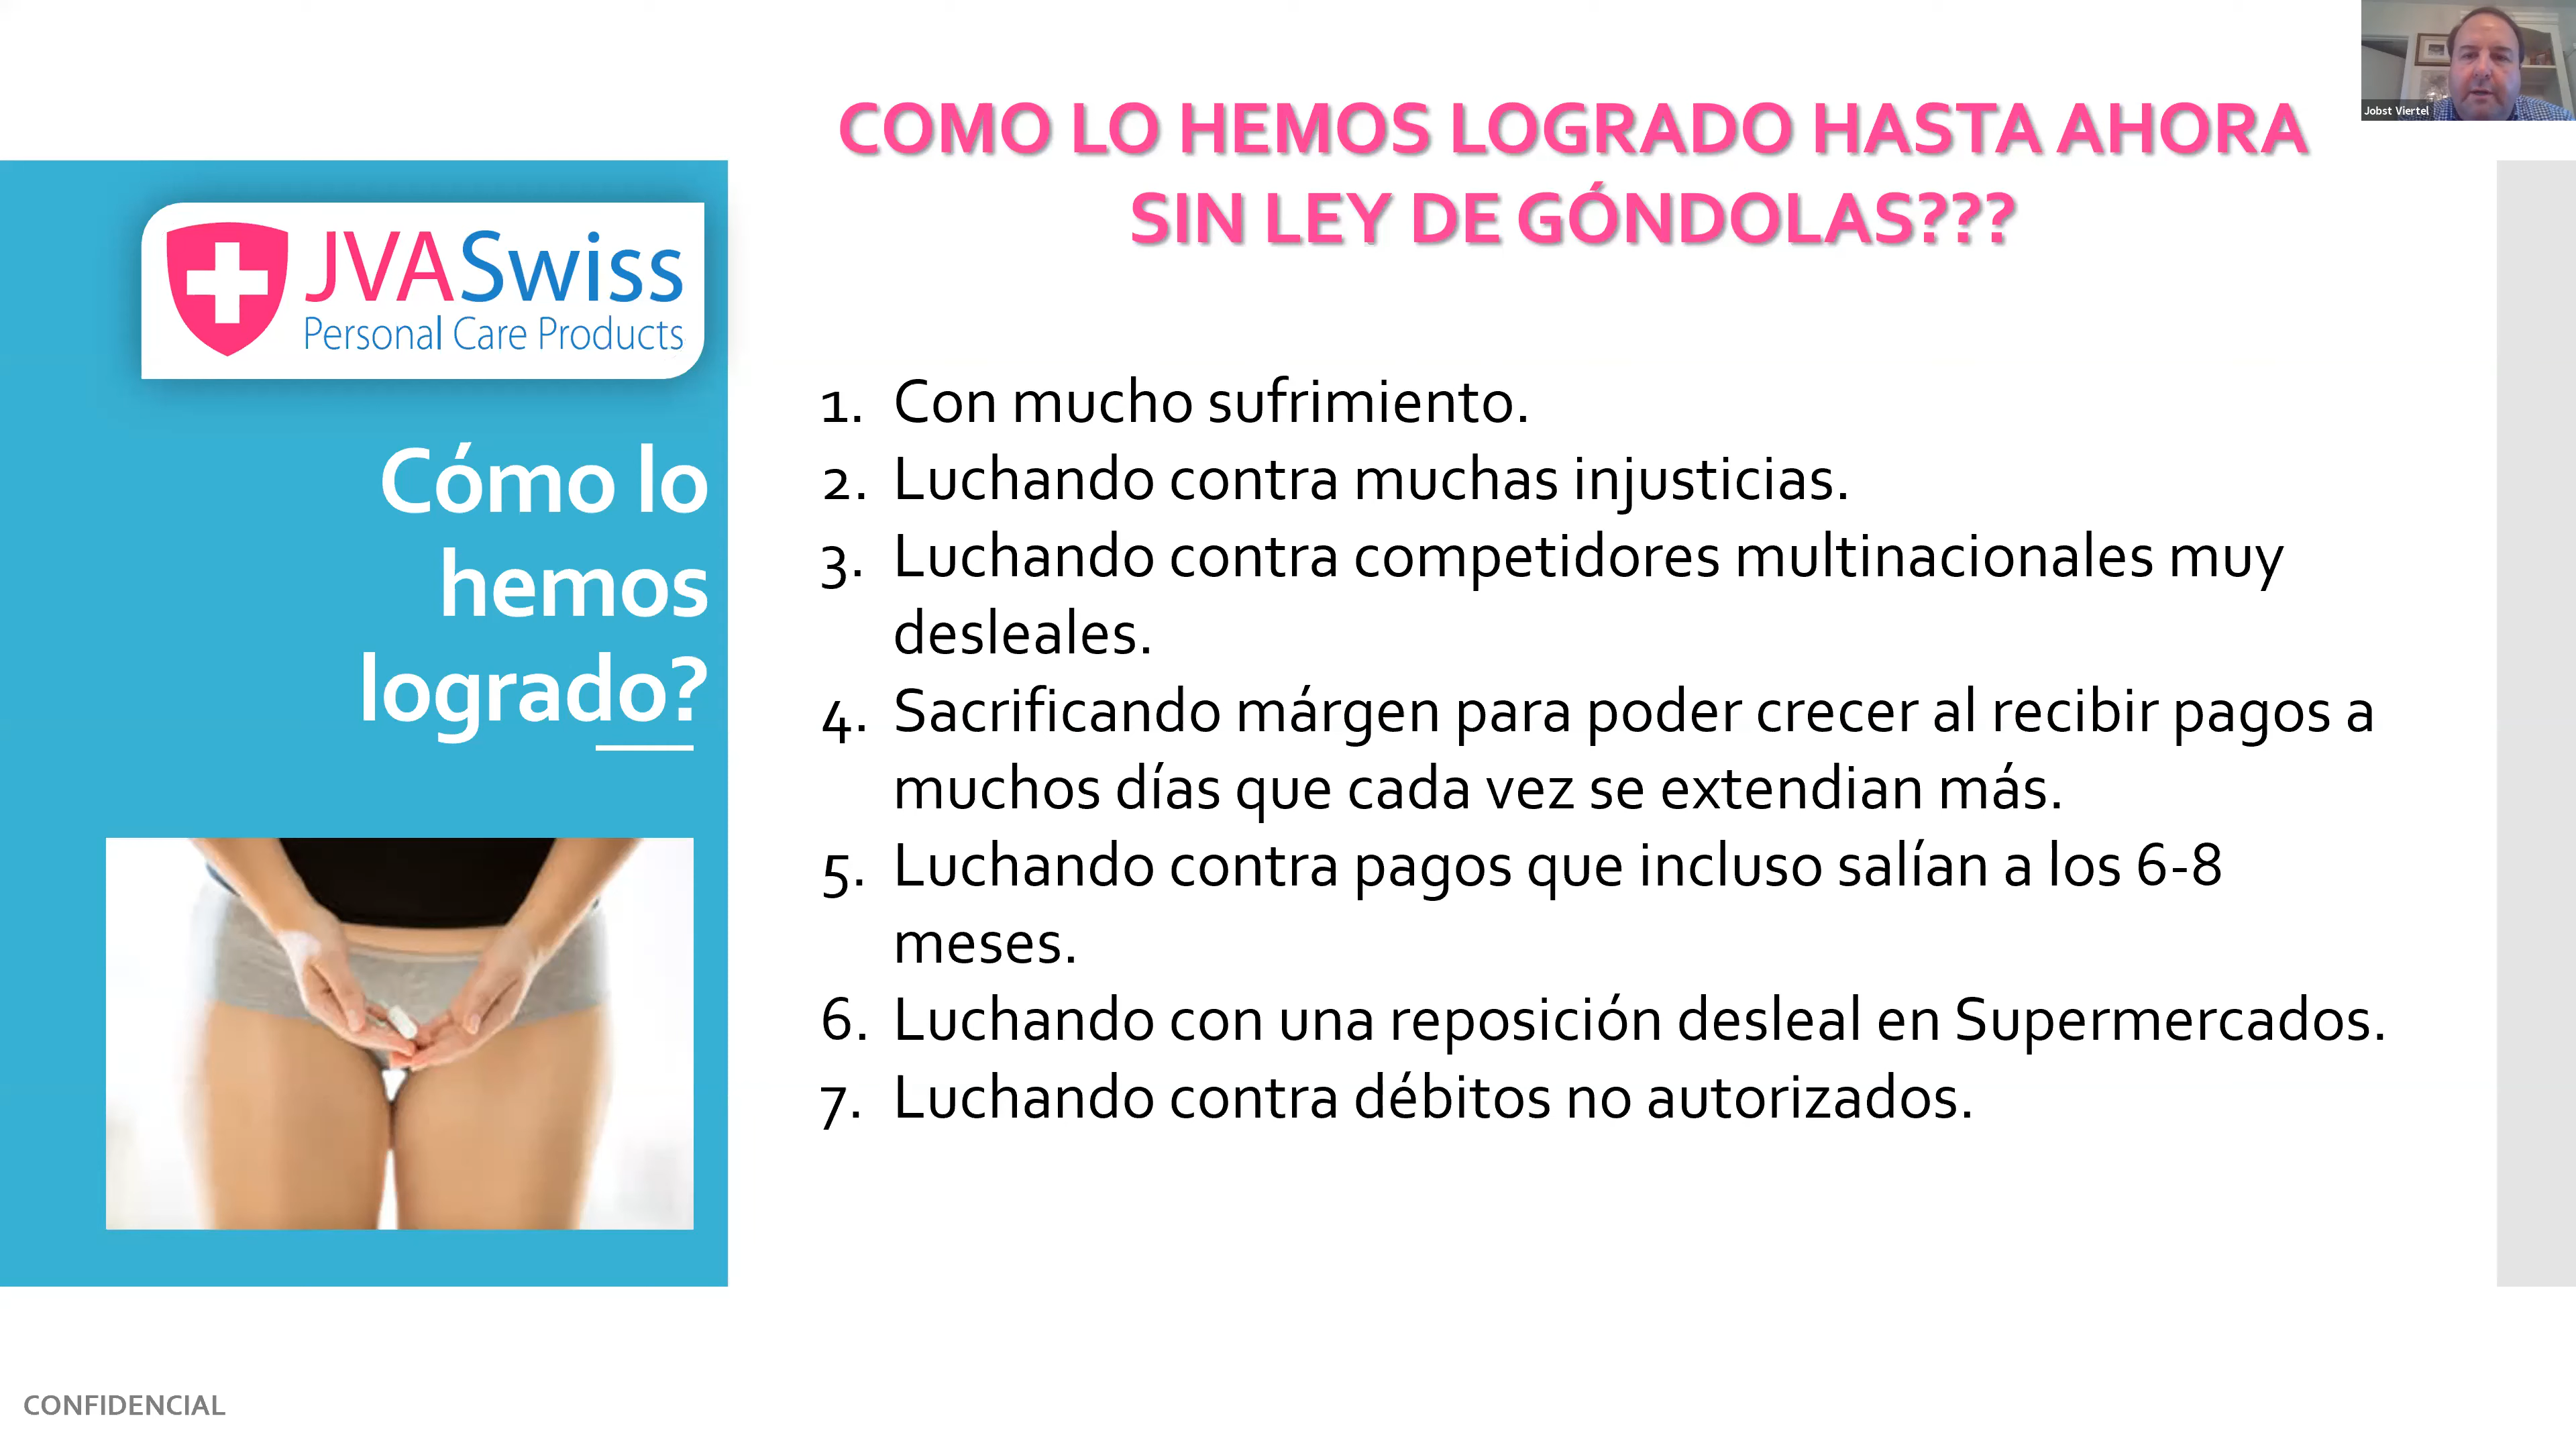 Jobst Viertel
COMO LO HEMOS LOGRADO HASTA AHORA
SIN LEY DE GÓNDOLAS???
JVASwiss
Personal Care Products
Cómo lo
hemos
logrado?
1. Con mucho sufrimiento.
2. Luchando contra muchas injusticias.
3. Luchando contra competidores multinacionales muy
desleales.
4. Sacrificando márgen para poder crecer al recibir pagos a
muchos días que cada vez se extendian más.
5. Luchando contra pagos que incluso salían a los 6-8
meses.
6. Luchando con una reposición desleal en Supermercados.
7. Luchando contra débitos no autorizados.
CONFIDENCIAL